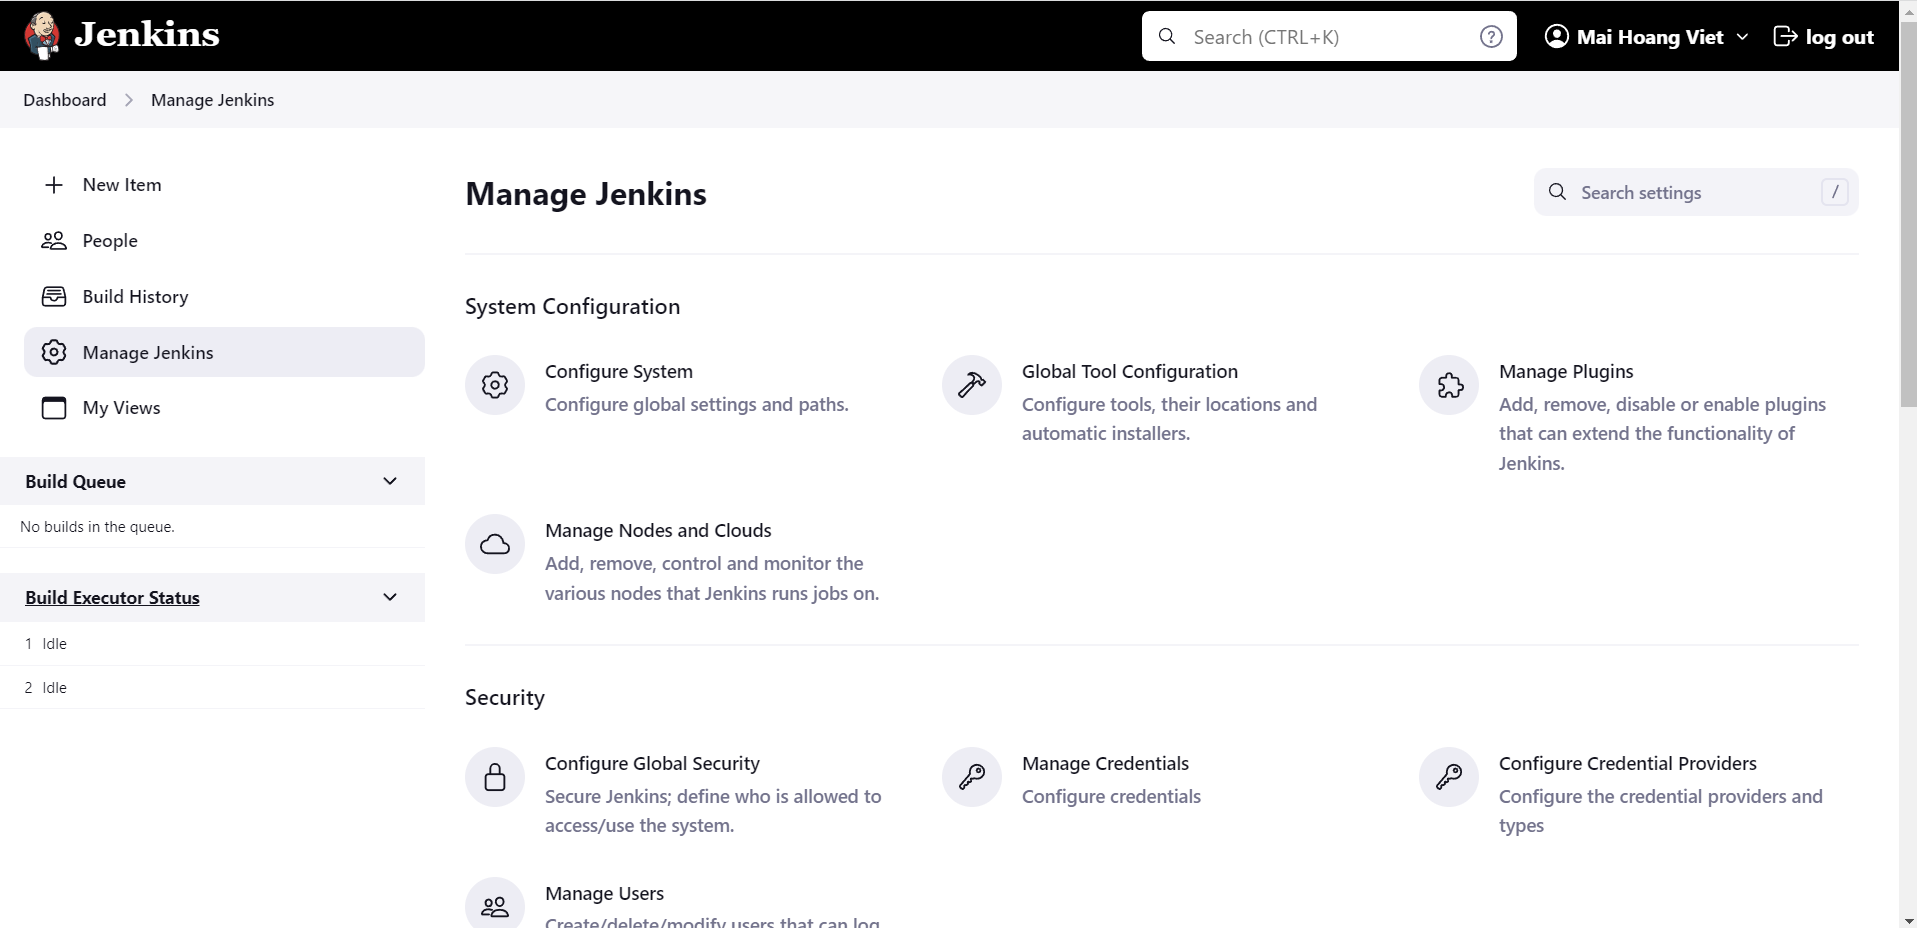 Jenkins
Search (CTRL+K)
?
Mai Hoang Viet
log out
Dashboard
Manage Jenkins
New Item
People
Build History
Manage Jenkins
My Views
Build Queue
No builds in the queue.
Build Executor Status
1 Idle
2 Idle
Manage Jenkins
Search settings
/
System Configuration
Configure System
Configure global settings and paths.
Global Tool Configuration
Configure tools, their locations and
automatic installers.
Manage Plugins
Add, remove, disable or enable plugins
that can extend the functionality of
Jenkins.
Manage Nodes and Clouds
Add, remove, control and monitor the
various nodes that Jenkins runs jobs on.
Security
Configure Global Security
Secure Jenkins; define who is allowed to
access/use the system.
Manage Credentials
Configure credentials
Configure Credential Providers
Configure the credential providers and
types
Manage Users
Create/delete/modify users that can log